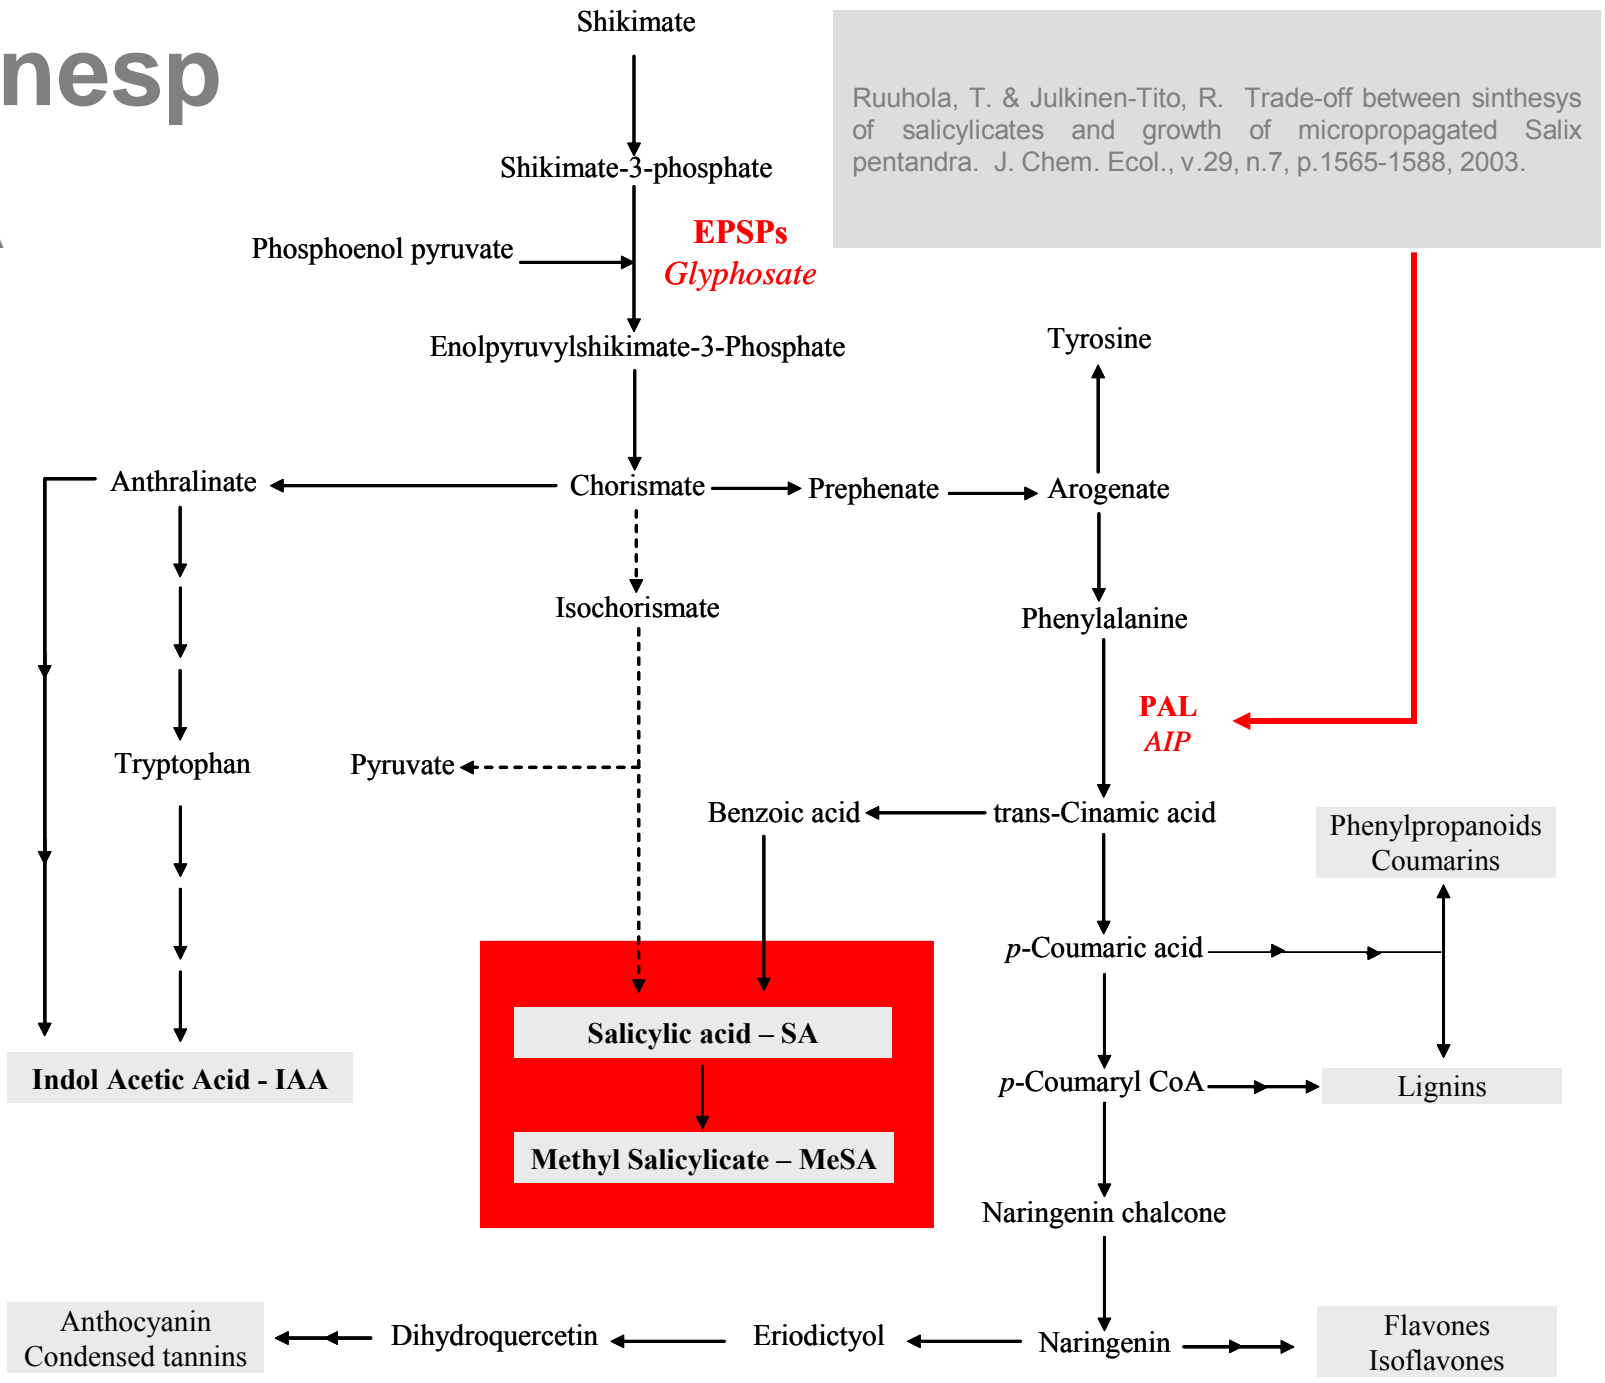 Shikimate
nesp
Ruuhola, T. & Julkinen-Tito, R. Trade-off between sinthesys
of salicylicates and growth of micropropagated Salix
pentandra. J. Chem. Ecol., v.29, n.7, p.1565-1588, 2003.
Shikimate-3-phosphate
Phosphoenol pyruvate
EPSPs
Glyphosate
Enolpyruvylshikimate-3-Phosphate
Tyrosine
Anthralinate
Chorismate
Prephenate
Arogenate
Isochorismate
Phenylalanine
PAL
AIP
Tryptophan
Pyruvate
Benzoic acid
trans-Cinamic acid
Phenylpropanoids
Coumarins
p-Coumaric acid
Salicylic acid – SA
Indol Acetic Acid - IAA
p-Coumaryl CoA
Lignins
Methyl Salicylicate – MeSA
Naringenin chalcone
Anthocyanin
Condensed tannins
Dihydroquercetin
Eriodictyol
Naringenin
Flavones
Isoflavones